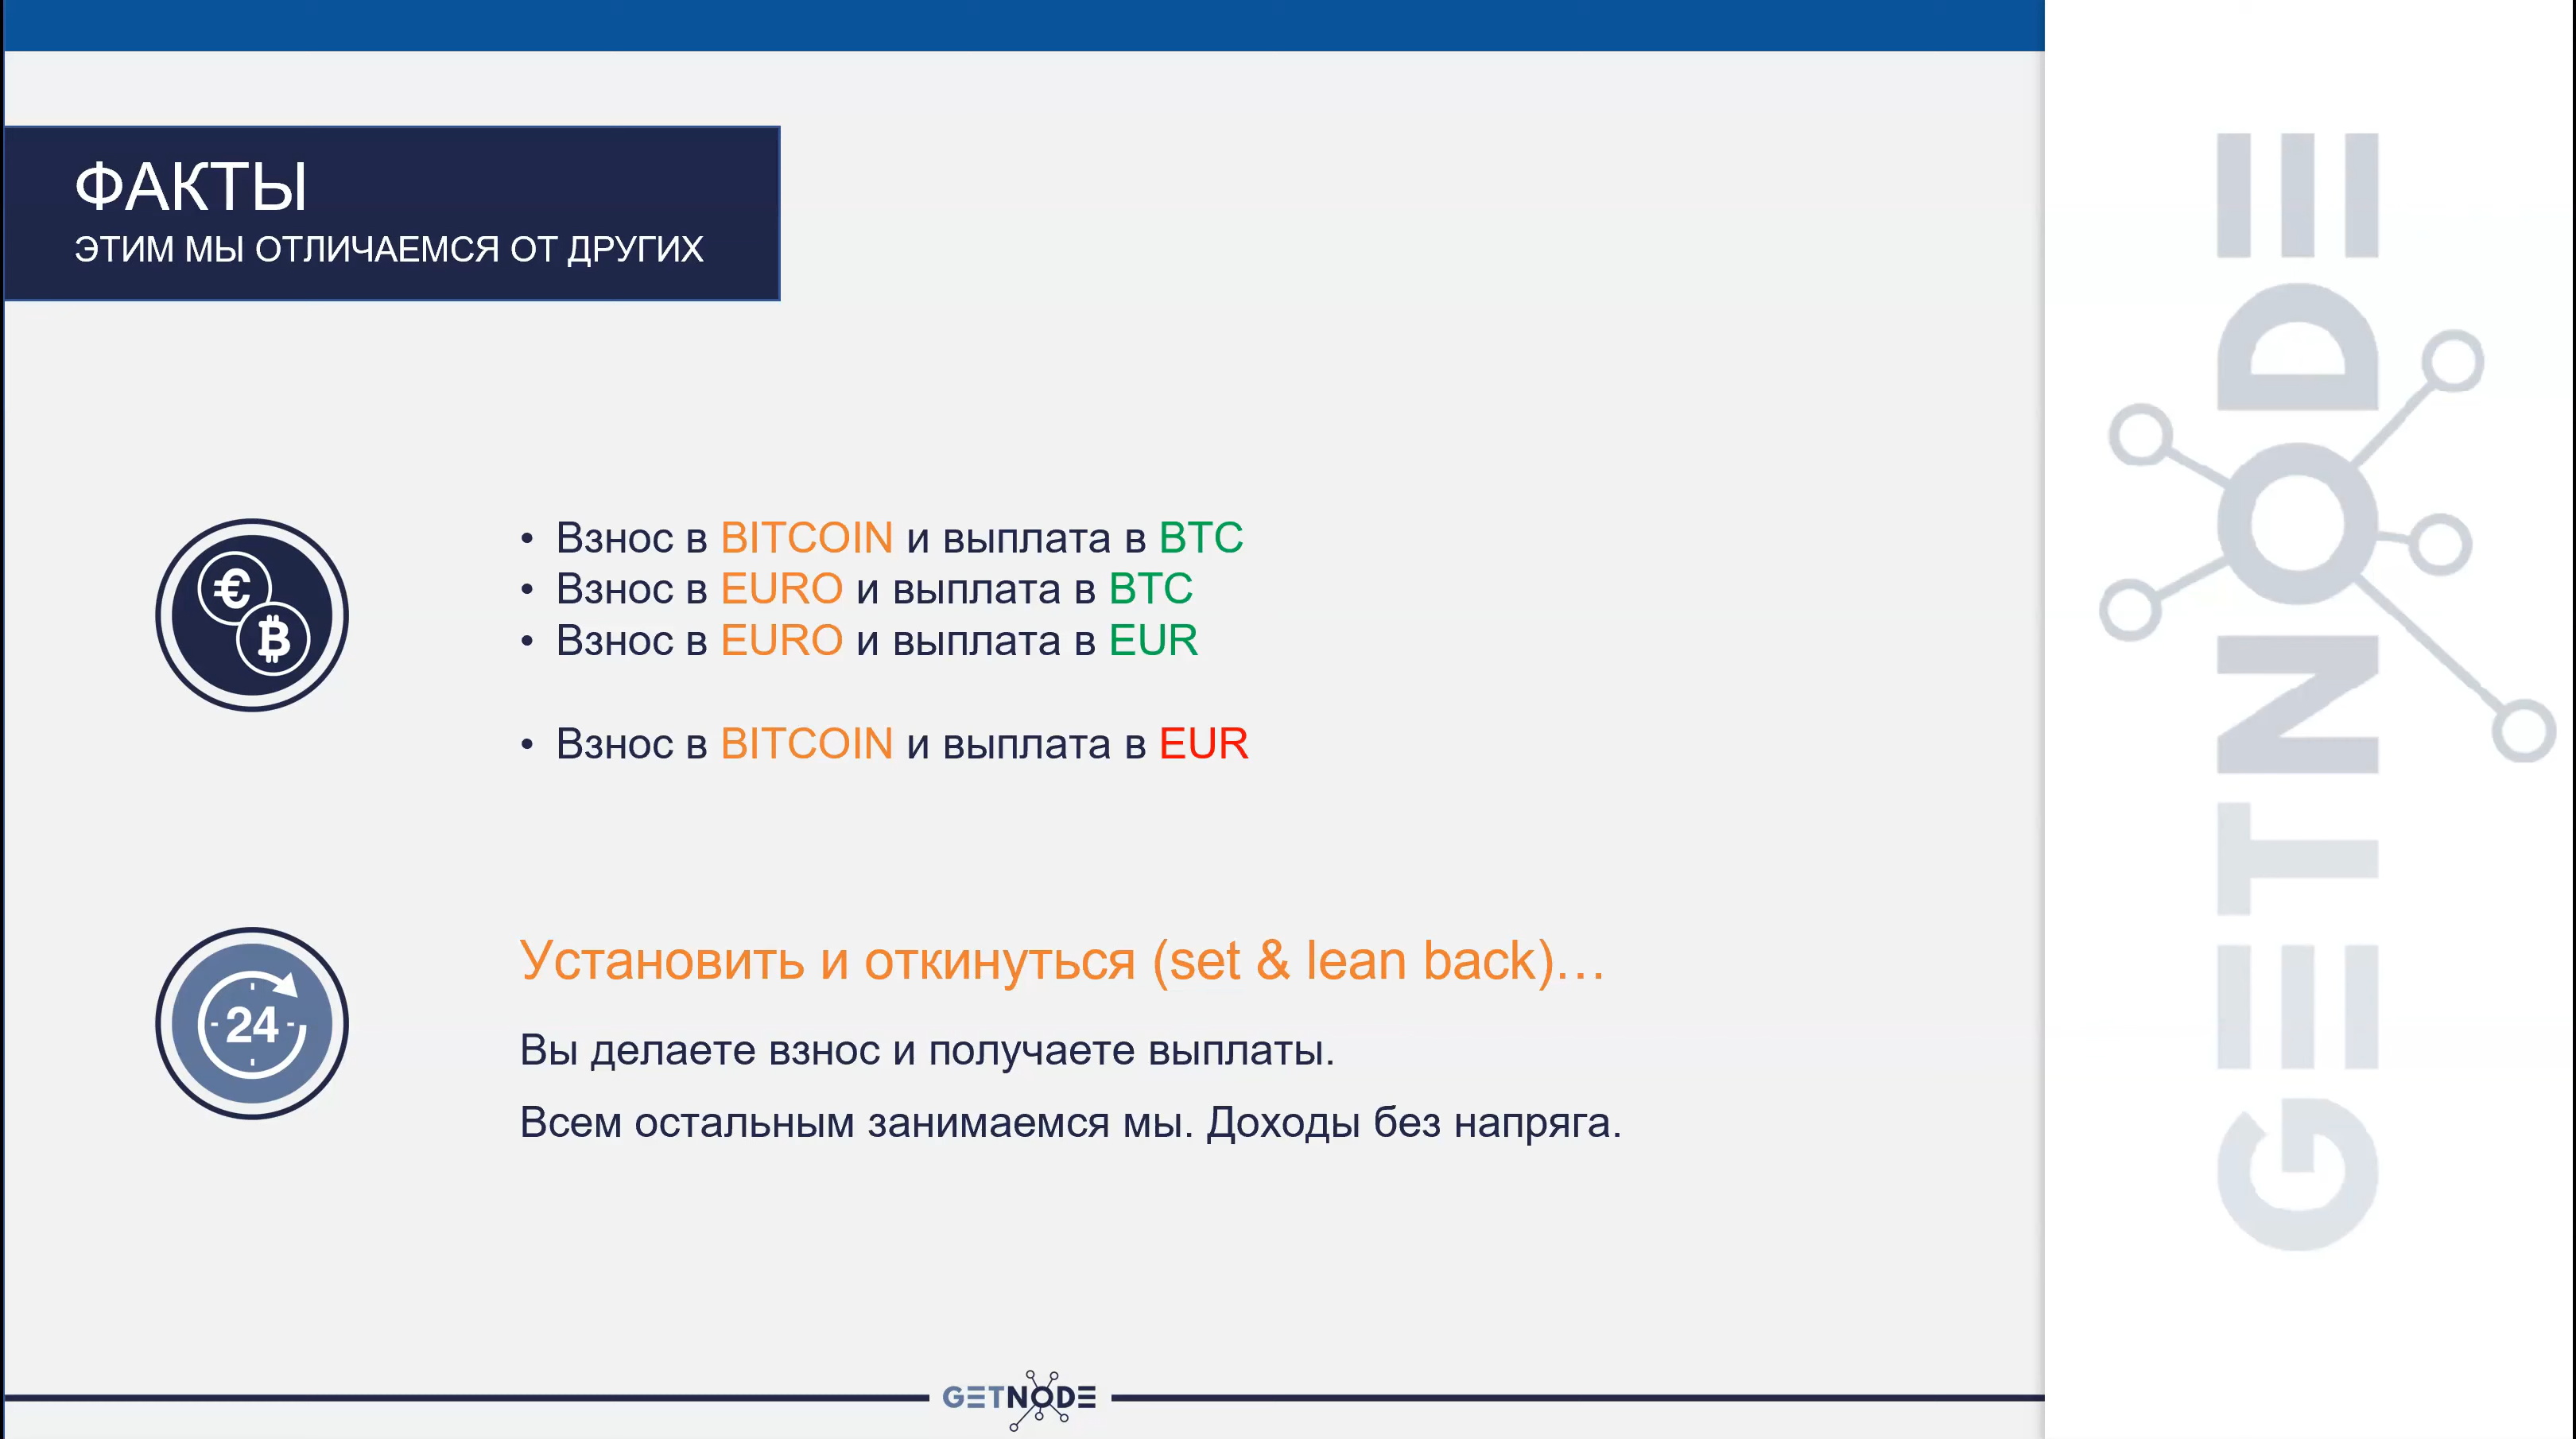 ФАКТЫ
ЭТИМ МЫ ОТЛИЧАЕМСЯ ОТ ДРУГИХ
€
₿
• Взнос в BITCOIN и выплата в BTC
• Взнос в EURO и выплата в BTC
• Взнос в EURO и выплата в EUR
• Взнос в BITCOIN и выплата в EUR
24
Установить и откинуться (set & lean back)...
Вы делаете взнос и получаете выплаты.
Всем остальным занимаемся мы. Доходы без напряга.
GETNODE
GETNODE